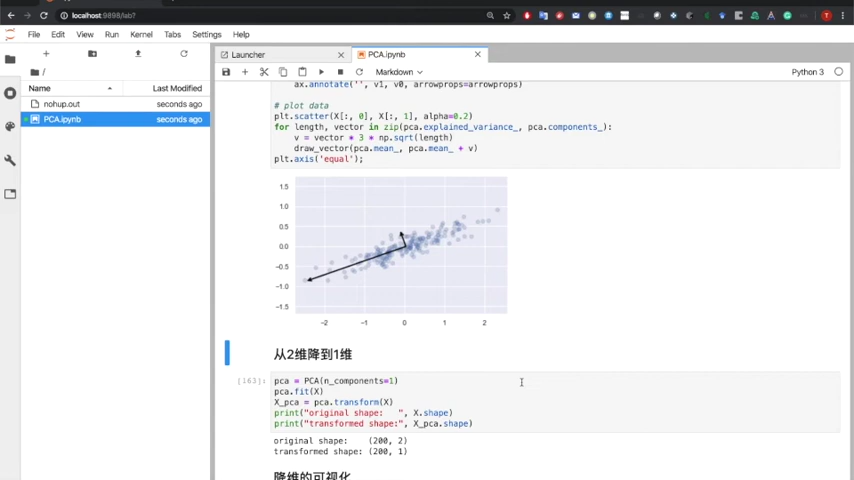 localhost:9898/lab?
File Edit View Run Kernel Tabs Settings Help
Launcher
PCA.ipynb
Markdown
Python 3
/
Name Last Modified
nohup.out seconds ago
PCA.ipynb seconds ago
ax.annotate('', v1, v0, arrowprops=arrowprops)
# plot data
plt.scatter(X[:, 0], X[:, 1], alpha=0.2)
for length, vector in zip(pca.explained_variance_, pca.components_):
v = vector * 3 * np.sqrt(length)
draw_vector(pca.mean_, pca.mean_ + v)
plt.axis('equal');
1.5
1.0
0.5
0.0
−0.5
−1.0
−1.5
−2 −1 0 1 2
从2维降到1维
[163]:
pca = PCA(n_components=1)
pca.fit(X)
X_pca = pca.transform(X)
print("original shape:   ", X.shape)
print("transformed shape:", X_pca.shape)
original shape:    (200, 2)
transformed shape: (200, 1)
降维的可视化